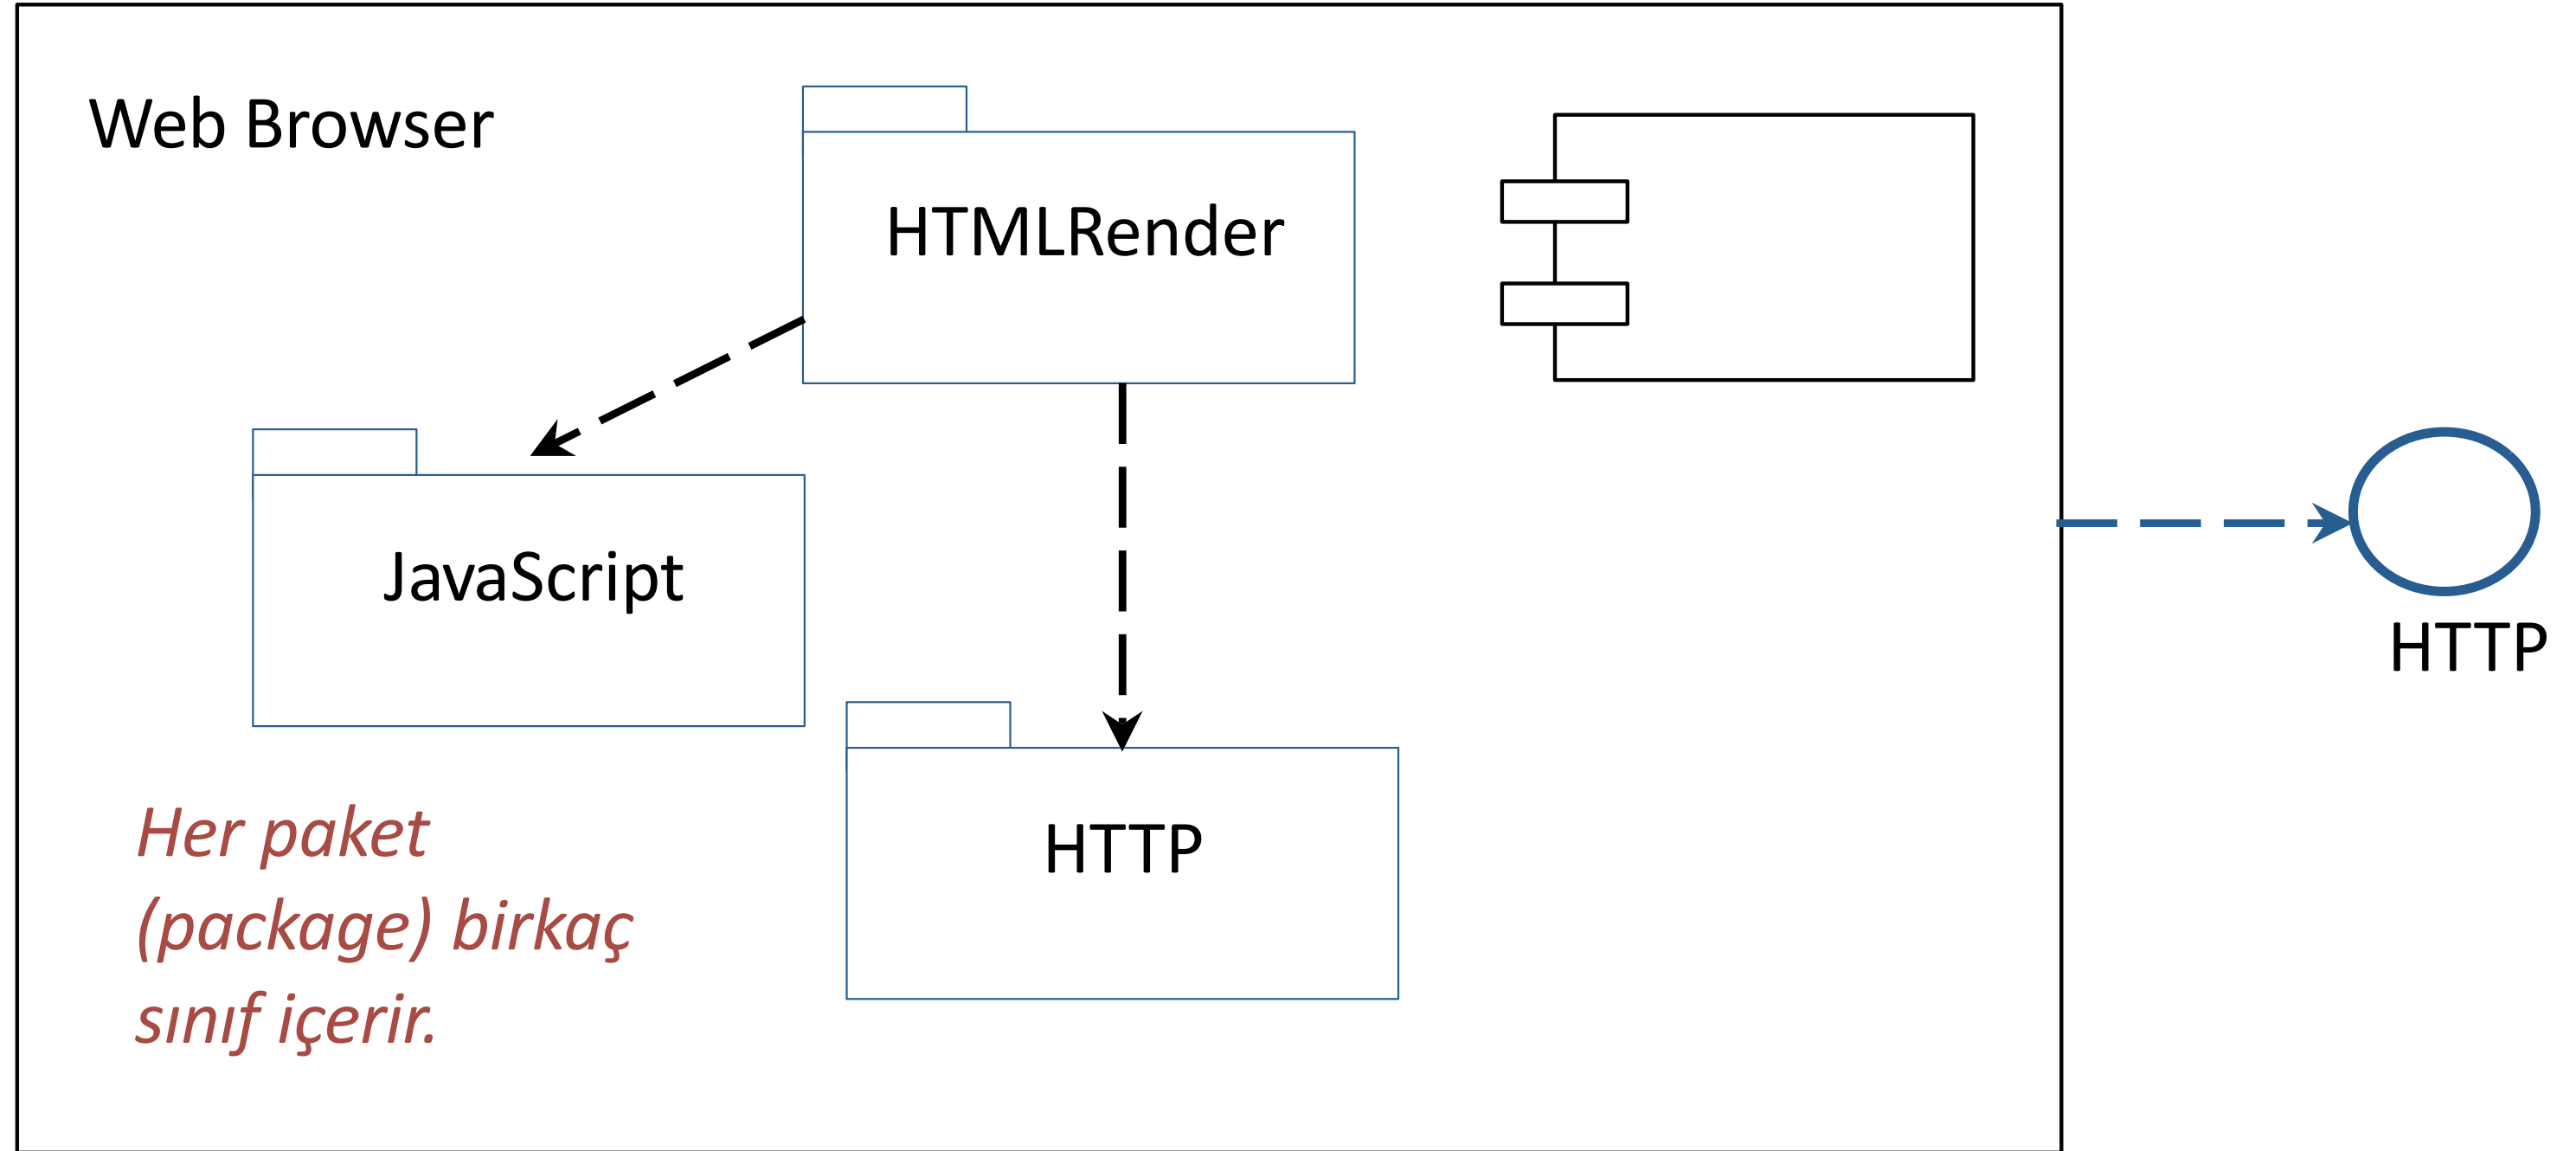 Web Browser
HTMLRender
JavaScript
HTTP
HTTP
Her paket
(package) birkaç
sınıf içerir.